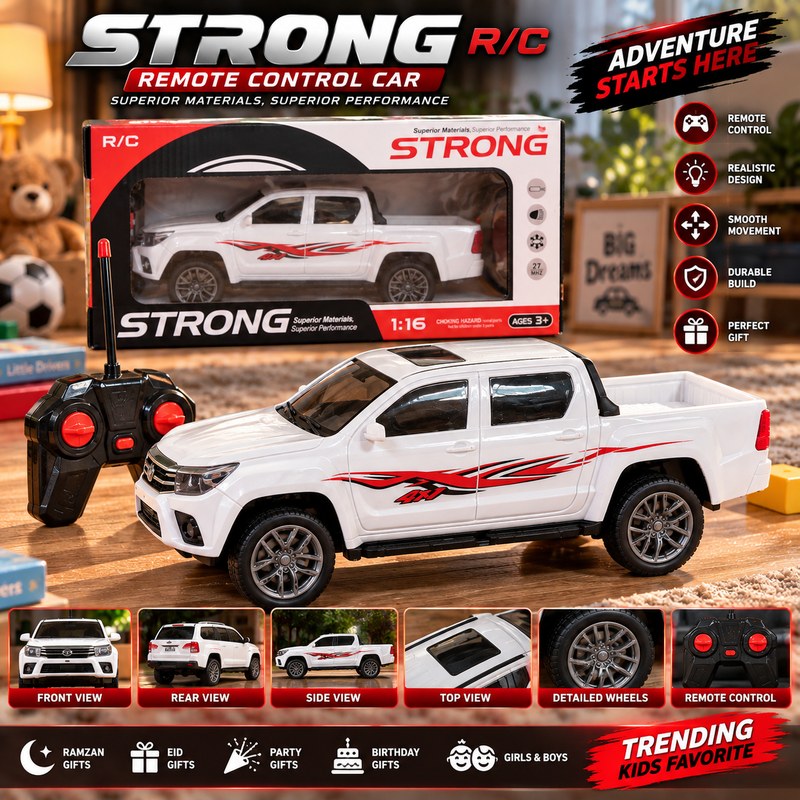 STRONG R/C
REMOTE CONTROL CAR
SUPERIOR MATERIALS, SUPERIOR PERFORMANCE
ADVENTURE
STARTS HERE
REMOTE
CONTROL
REALISTIC
DESIGN
SMOOTH
MOVEMENT
DURABLE
BUILD
PERFECT
GIFT
R/C
Superior Materials, Superior Performance
STRONG
27
MHZ
STRONG
Superior Materials,
Superior Performance
1:16
CHOKING HAZARD
AGES 3+
BIG
Dreams
Little Drivers
ers
4x4
FRONT VIEW
REAR VIEW
SIDE VIEW
TOP VIEW
DETAILED WHEELS
REMOTE CONTROL
RAMZAN
GIFTS
EID
GIFTS
PARTY
GIFTS
BIRTHDAY
GIFTS
GIRLS & BOYS
TRENDING
KIDS FAVORITE